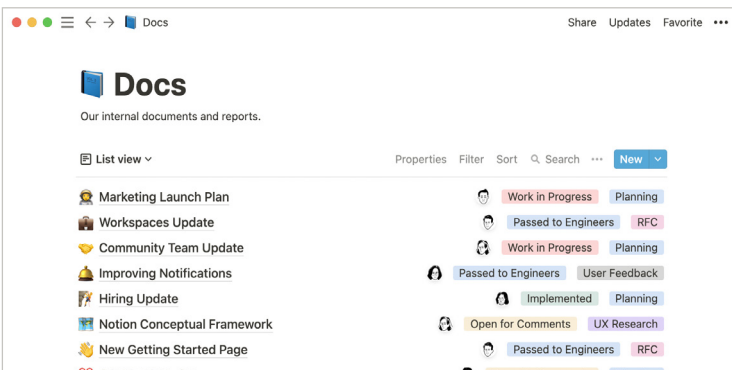 Docs
Share Updates Favorite
Docs
Our internal documents and reports.
List view
Properties Filter Sort Search New
Marketing Launch Plan Work in Progress Planning
Workspaces Update Passed to Engineers RFC
Community Team Update Work in Progress Planning
Improving Notifications Passed to Engineers User Feedback
Hiring Update Implemented Planning
Notion Conceptual Framework Open for Comments UX Research
New Getting Started Page Passed to Engineers RFC